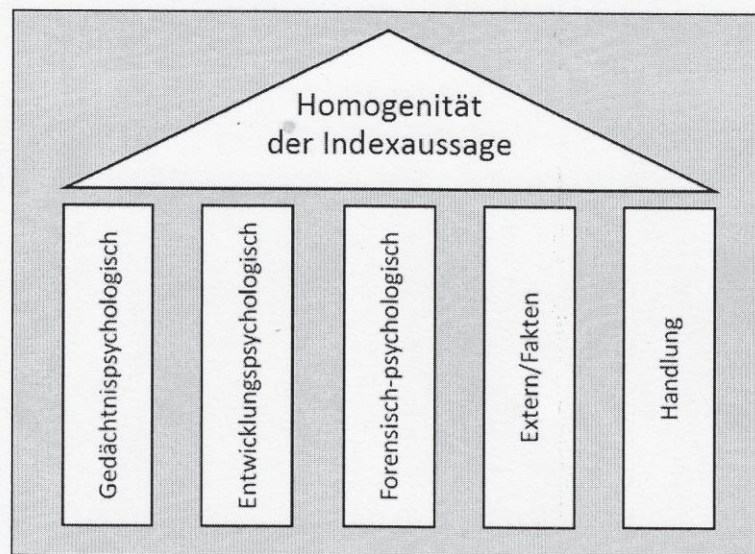 Homogenität
der Indexaussage
Gedächtnispsychologisch
Entwicklungspsychologisch
Forensisch-psychologisch
Extern/Fakten
Handlung